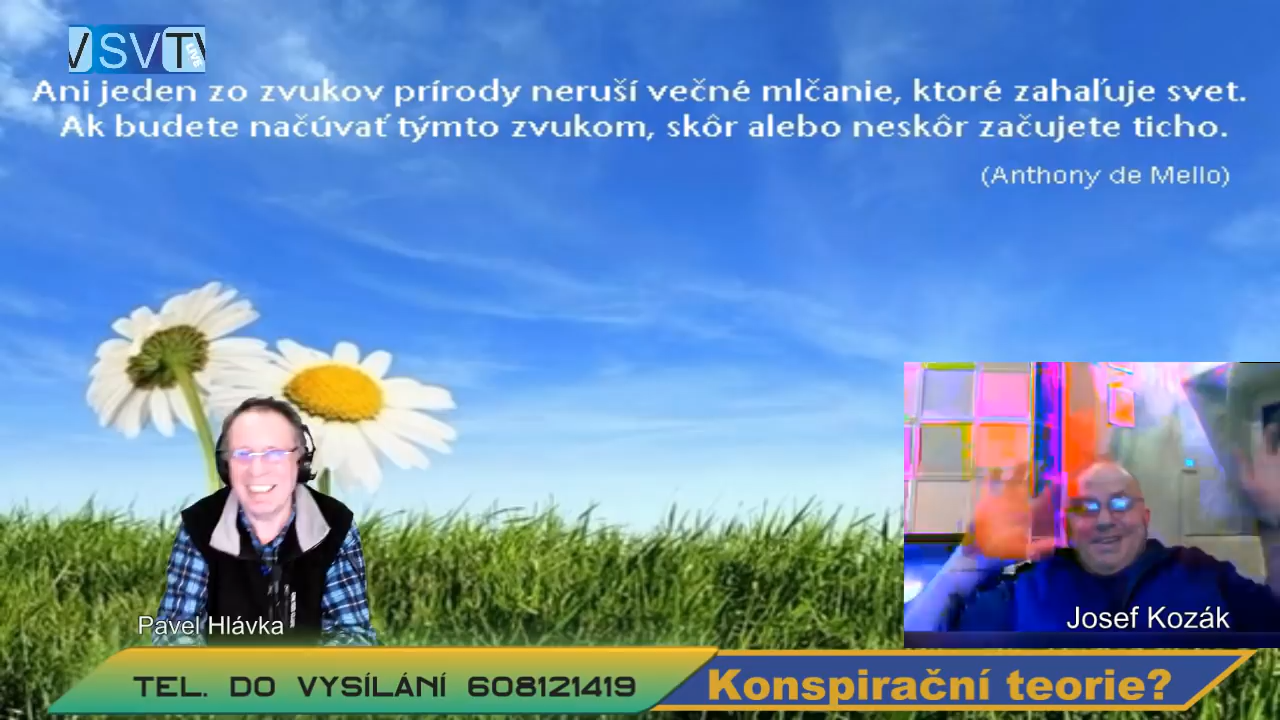 VSVTV LIVE
Ani jeden zo zvukov prírody neruší večné mlčanie, ktoré zahaľuje svet.
Ak budete načúvať týmto zvukom, skôr alebo neskôr začujete ticho.
(Anthony de Mello)
Pavel Hlávka
Josef Kozák
TEL. DO VYSÍLÁNÍ 608121419
Konspirační teorie?